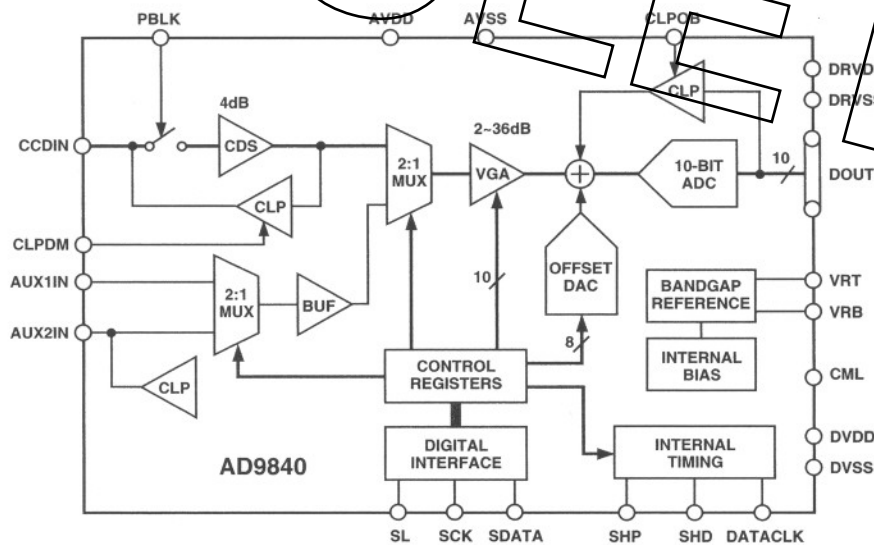 PBLK AVDD AVSS CLPOB
DRVD
DRVS
4dB
2~36dB
CLP
CCDIN
CDS
2:1
MUX
VGA
10-BIT
ADC
10
DOUT
CLP
CLPDM
AUX1IN
2:1
MUX
BUF
10
OFFSET
DAC
BANDGAP
REFERENCE
VRT
VRB
AUX2IN
8
INTERNAL
BIAS
CLP
CONTROL
REGISTERS
CML
AD9840
DIGITAL
INTERFACE
INTERNAL
TIMING
DVDD
DVSS
SL SCK SDATA SHP SHD DATACLK